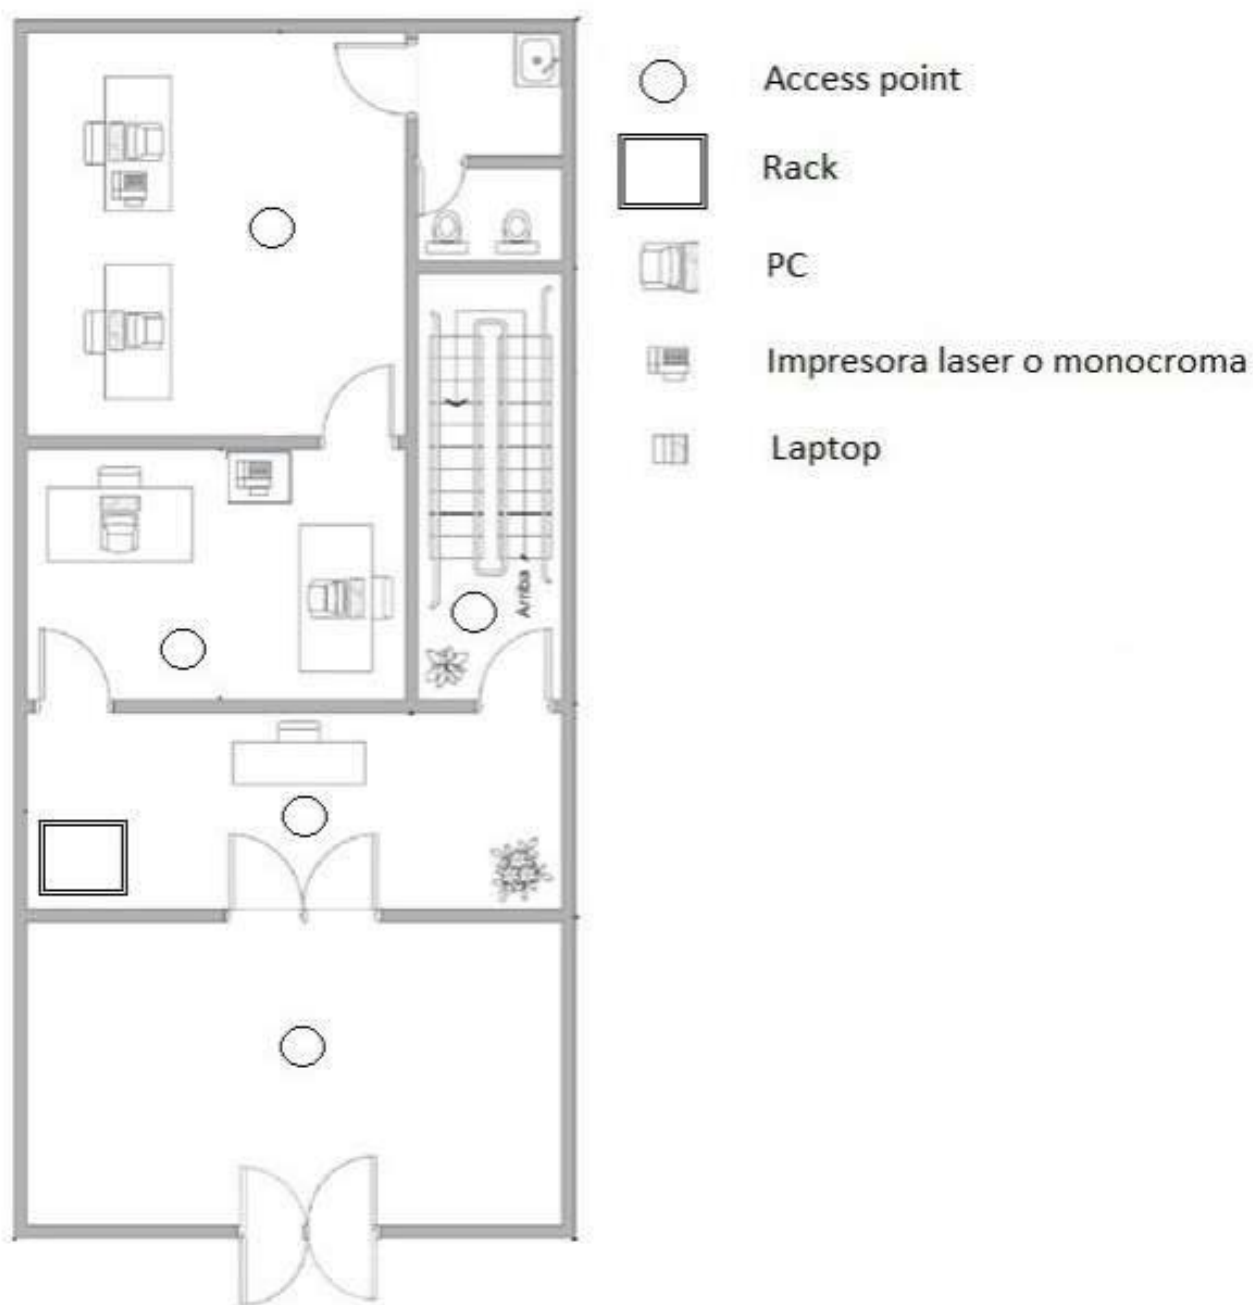 Access point
Rack
PC
Impresora laser o monocroma
Laptop
Arriba